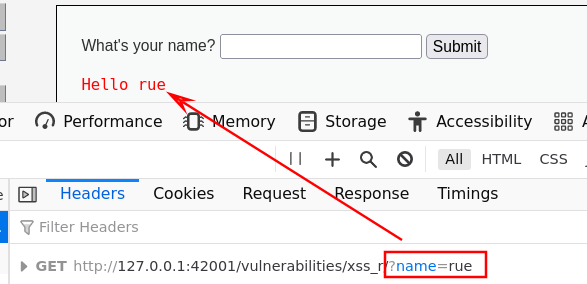 What's your name? Submit
Hello rue
or Performance Memory Storage Accessibility
All HTML CSS
Headers Cookies Request Response Timings
Filter Headers
GET http://127.0.0.1:42001/vulnerabilities/xss_r/?name=rue